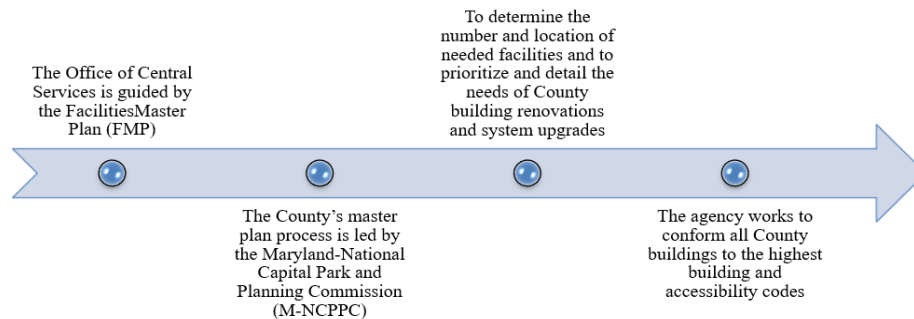 The Office of Central
Services is guided by
the FacilitiesMaster
Plan (FMP)
The County’s master
plan process is led by
the Maryland-National
Capital Park and
Planning Commission
(M-NCPPC)
To determine the
number and location of
needed facilities and to
prioritize and detail the
needs of County
building renovations
and system upgrades
The agency works to
conform all County
buildings to the highest
building and
accessibility codes